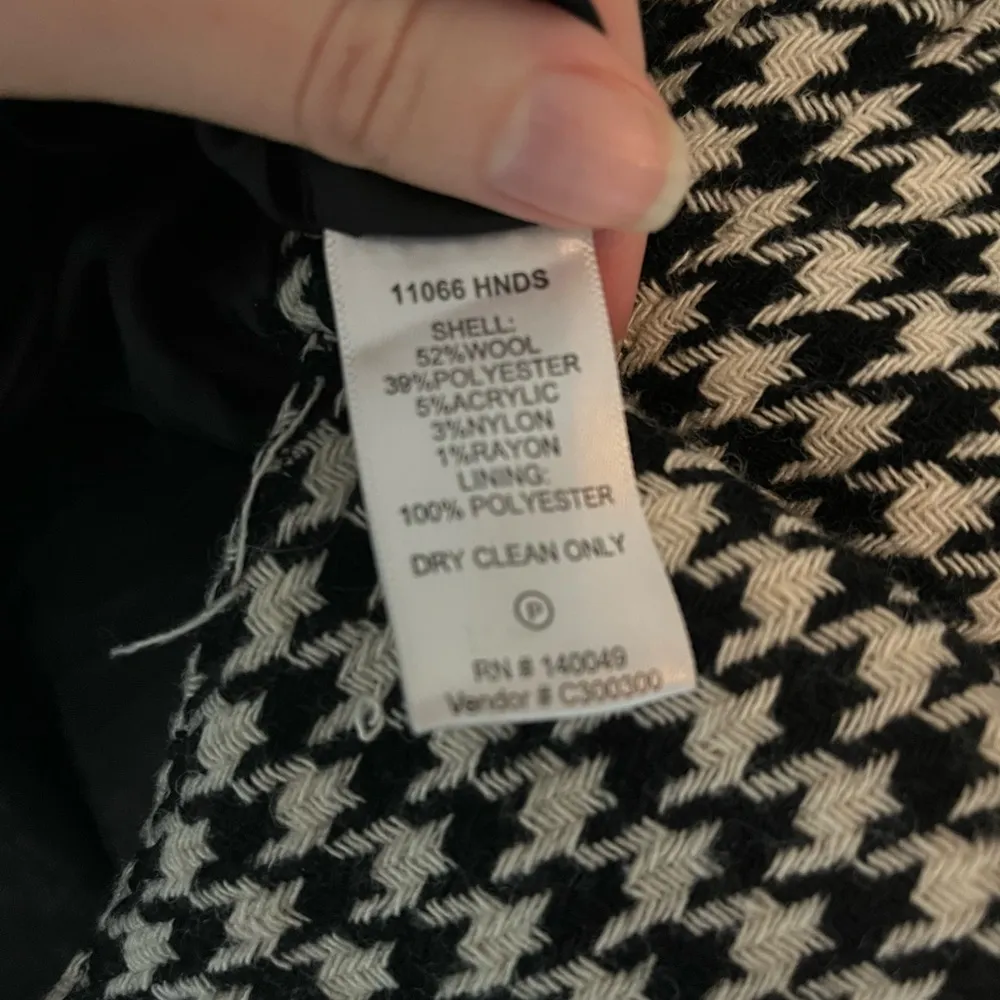 11066 HNDS
SHELL:
52%WOOL
39%POLYESTER
5%ACRYLIC
3%NYLON
1%RAYON
LINING:
100% POLYESTER
DRY CLEAN ONLY
P
RN # 140049
Vendor # C300300